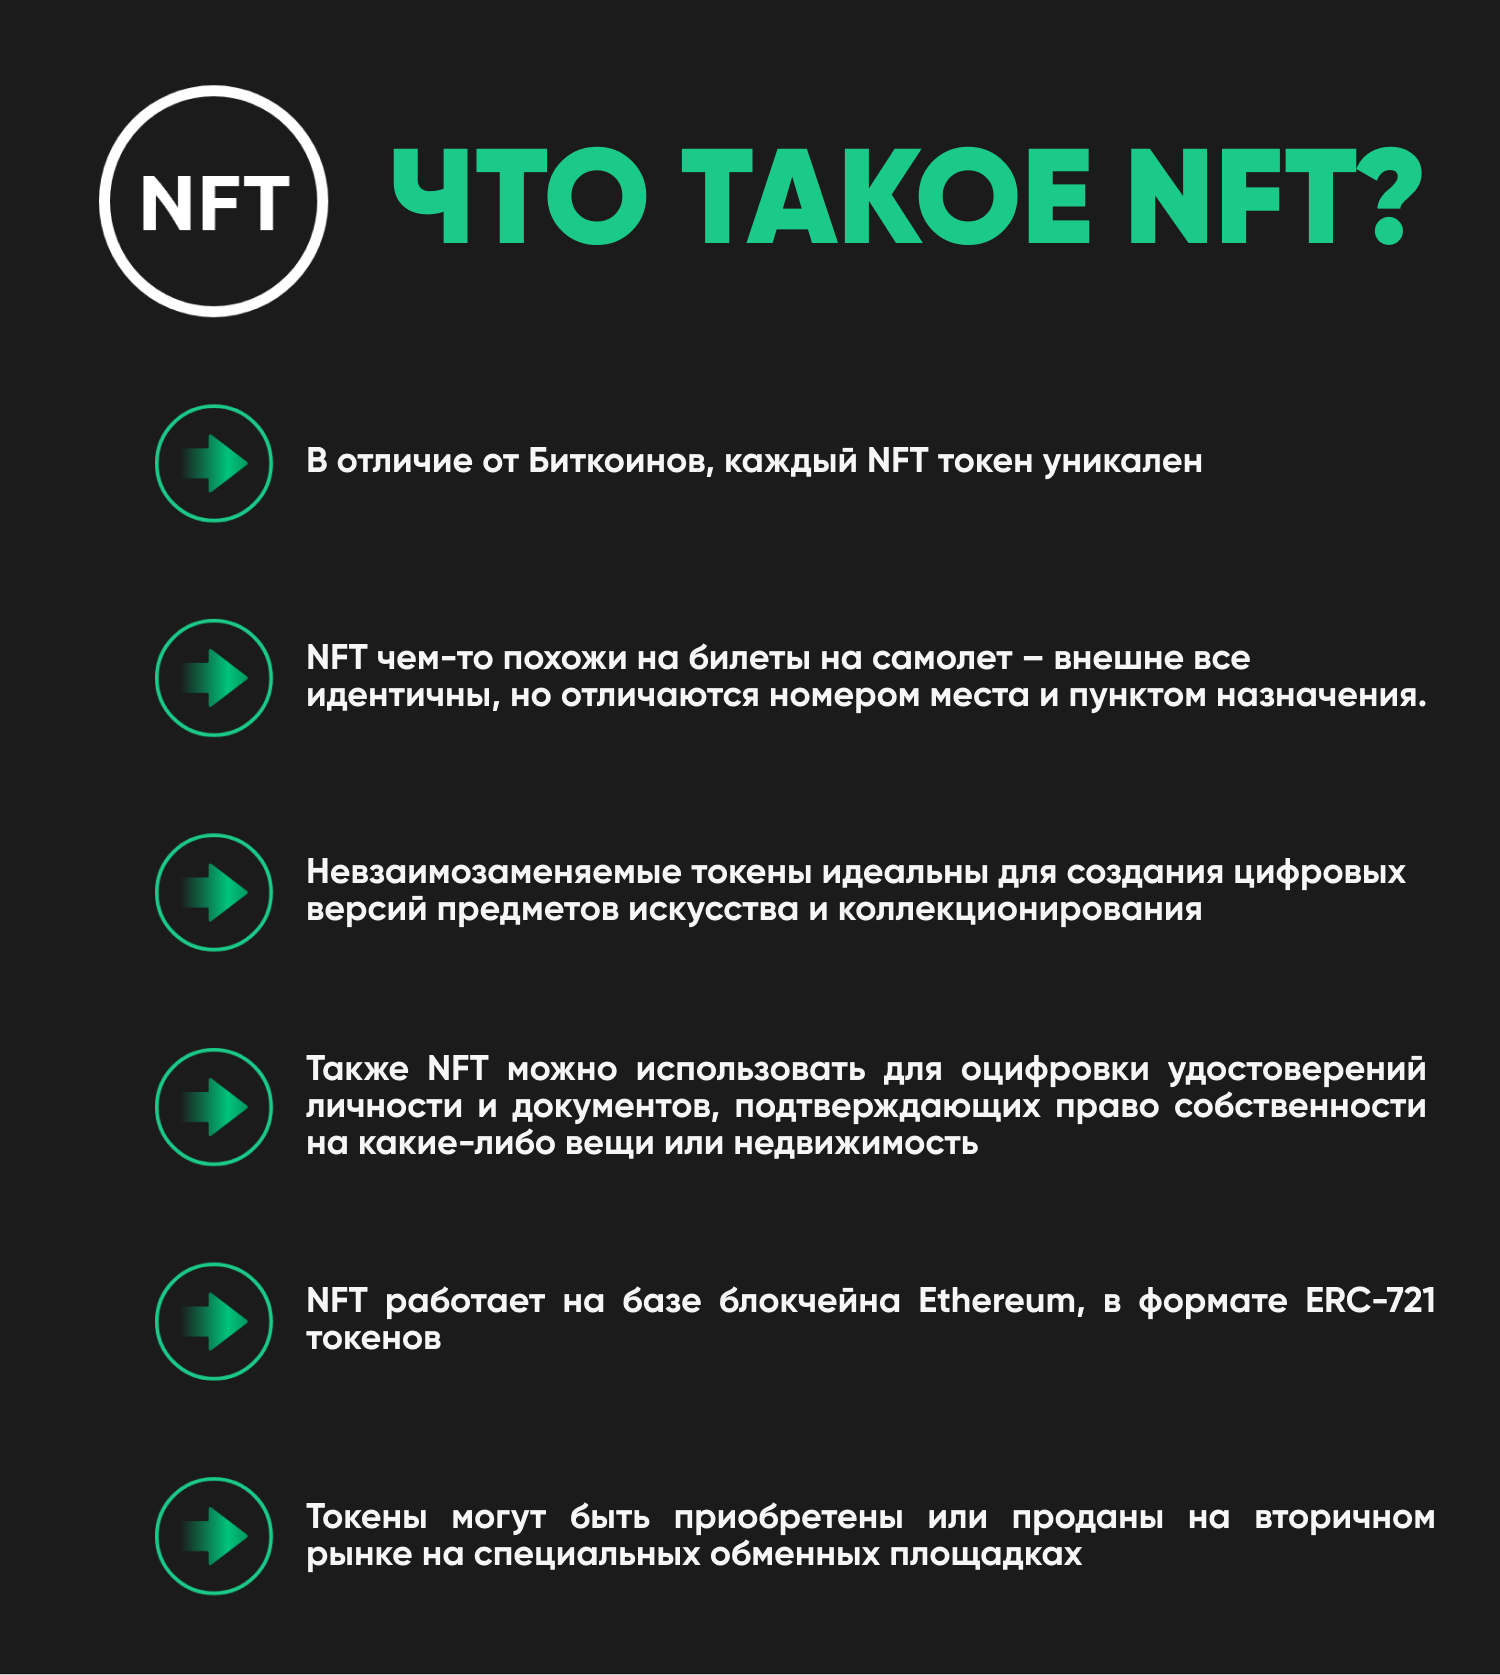 NFT
ЧТО ТАКОЕ NFT?
В отличие от Биткоинов, каждый NFT токен уникален
NFT чем-то похожи на билеты на самолет – внешне все
идентичны, но отличаются номером места и пунктом назначения.
Невзаимозаменяемые токены идеальны для создания цифровых
версий предметов искусства и коллекционирования
Также NFT можно использовать для оцифровки удостоверений
личности и документов, подтверждающих право собственности
на какие-либо вещи или недвижимость
NFT работает на базе блокчейна Ethereum, в формате ERC-721
токенов
Токены могут быть приобретены или проданы на вторичном
рынке на специальных обменных площадках